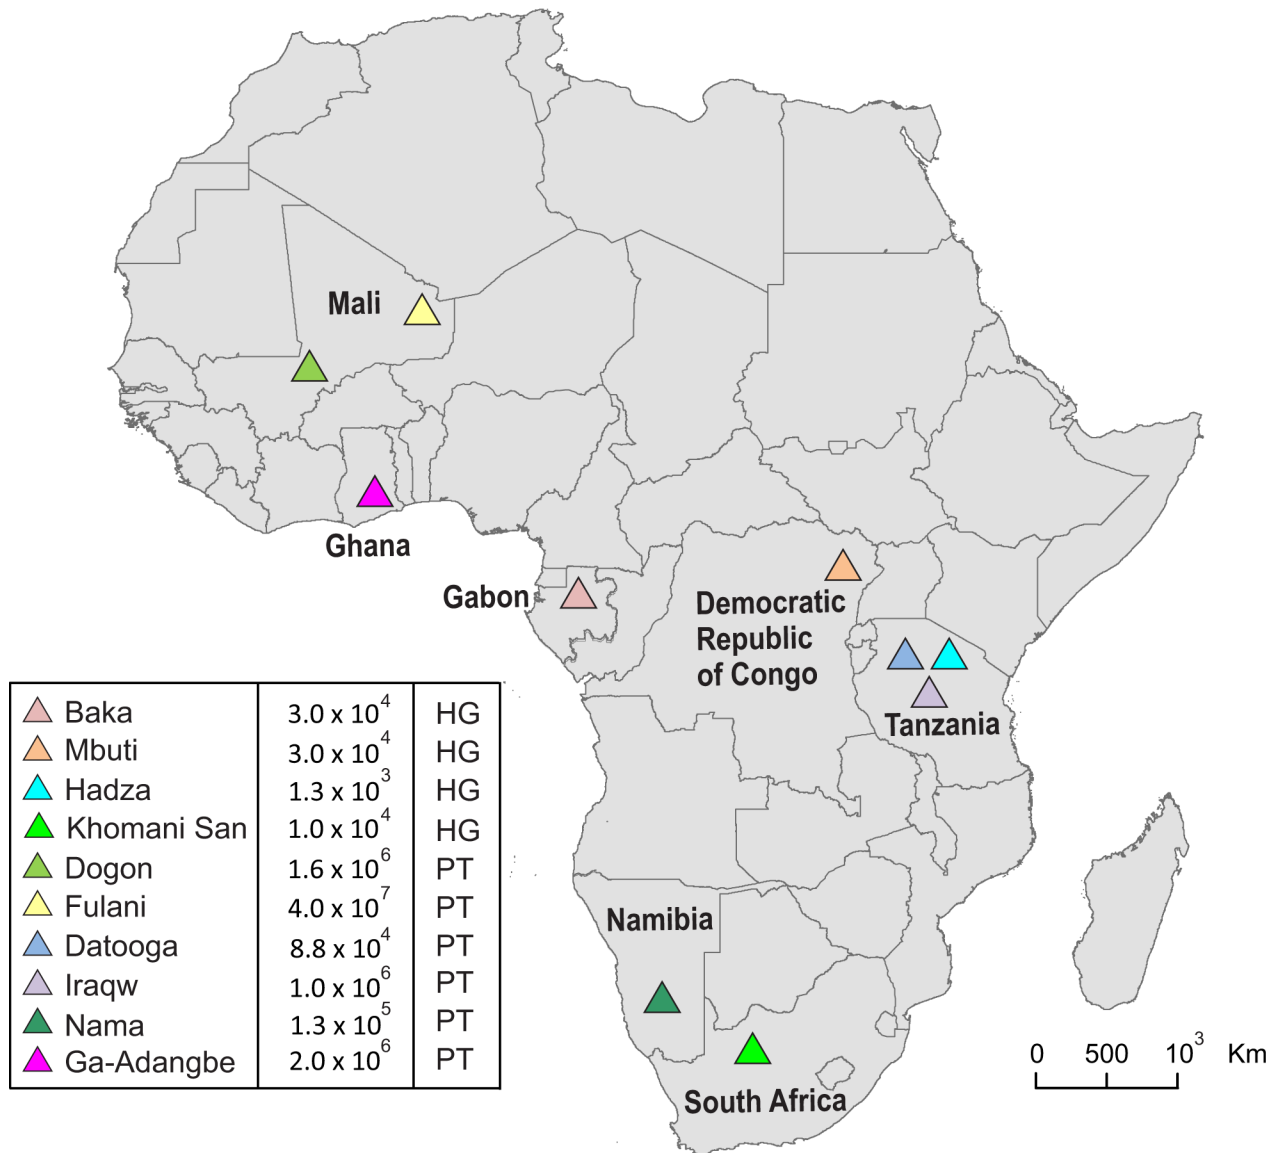 Mali
Ghana
Gabon
Democratic
Republic
of Congo
Tanzania
Namibia
South Africa
Baka 3.0 x 10^4 HG
Mbuti 3.0 x 10^4 HG
Hadza 1.3 x 10^3 HG
Khomani San 1.0 x 10^4 HG
Dogon 1.6 x 10^6 PT
Fulani 4.0 x 10^7 PT
Datooga 8.8 x 10^4 PT
Iraqw 1.0 x 10^6 PT
Nama 1.3 x 10^5 PT
Ga-Adangbe 2.0 x 10^6 PT
0 500 10^3 Km